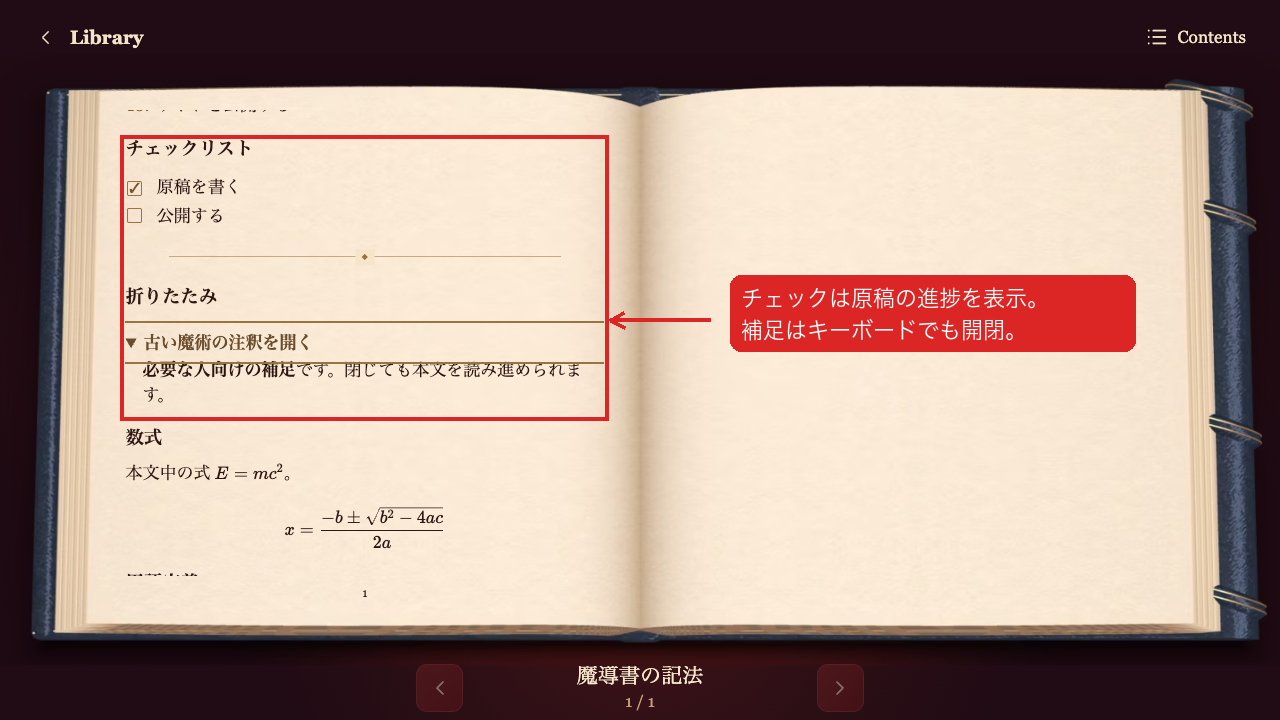 Library
Contents
チェックリスト
原稿を書く
公開する
折りたたみ
▼ 古い魔術の注釈を開く
必要な人向けの補足です。閉じても本文を読み進められま
す。
数式
本文中の式 E = mc²。
x = (-b ± √(b² − 4ac)) / 2a
1
チェックは原稿の進捗を表示。
補足はキーボードでも開閉。
魔導書の記法
1 / 1